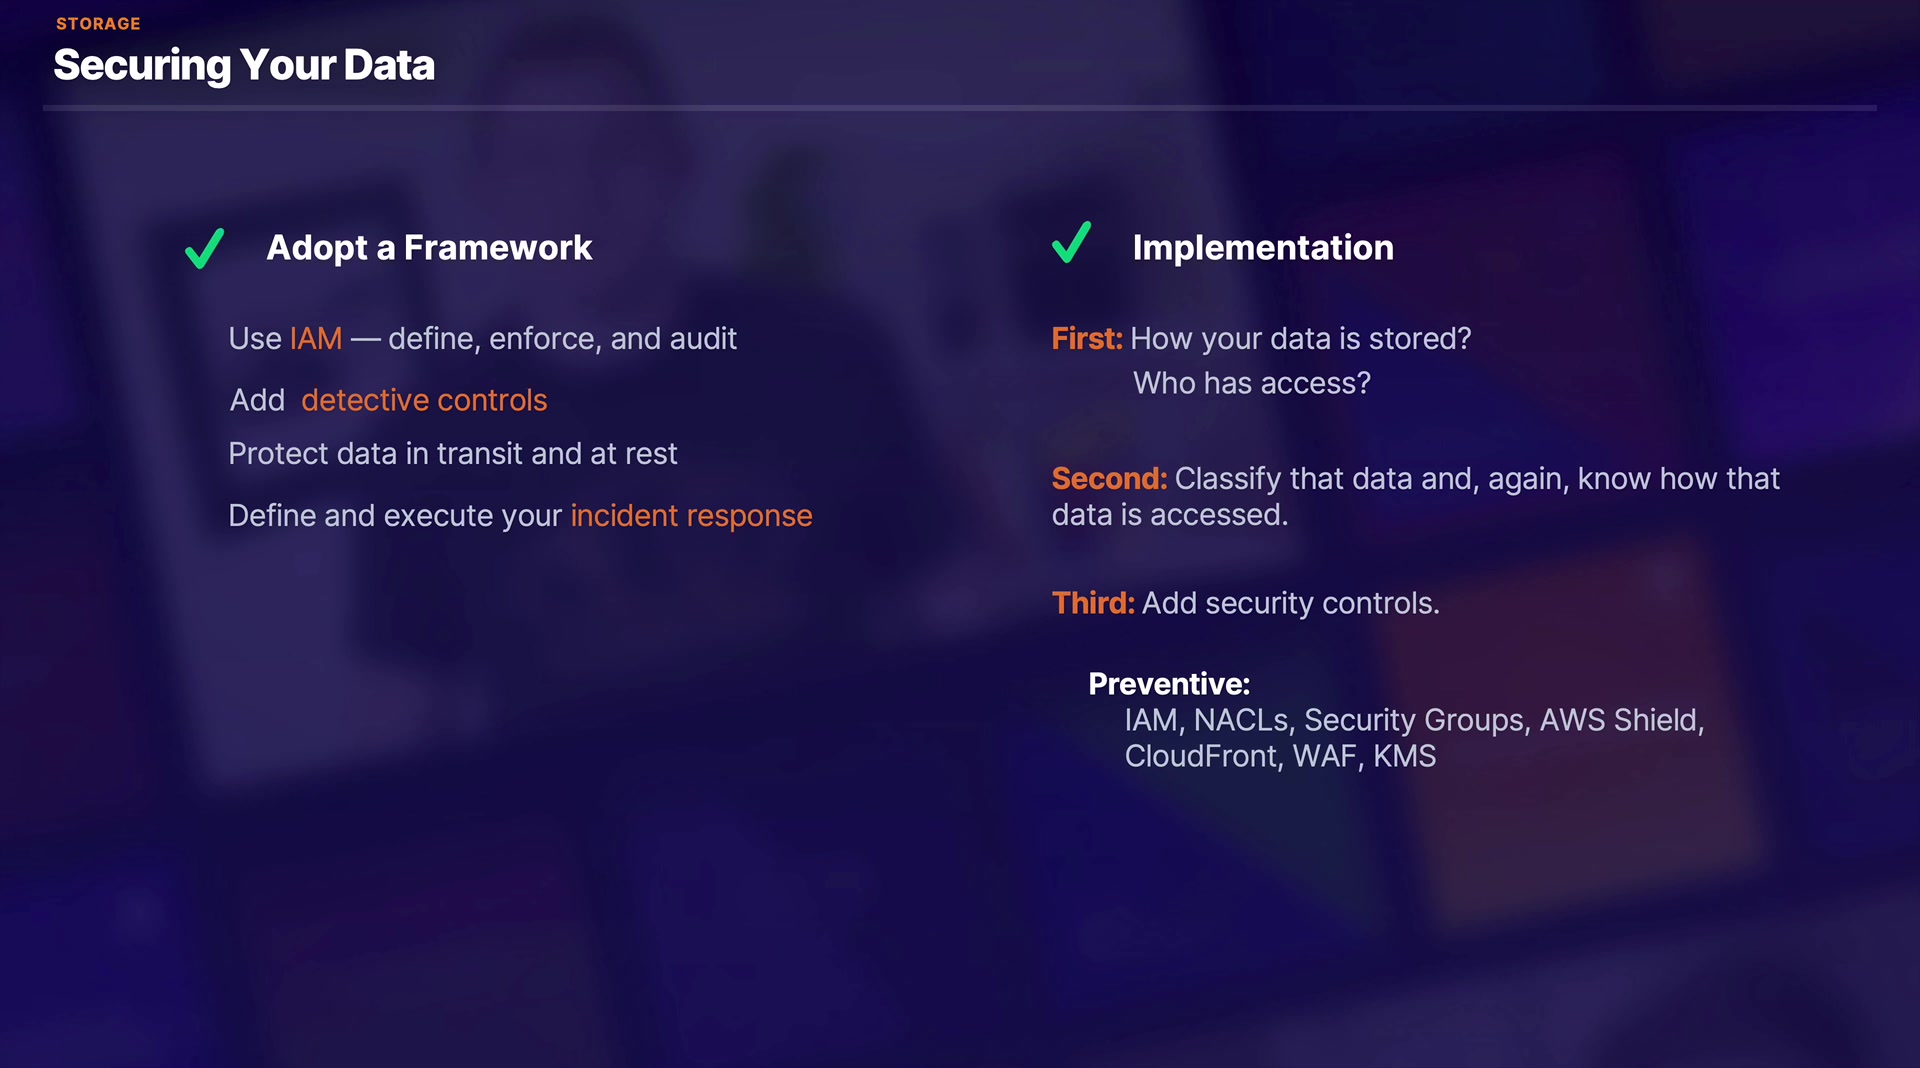 STORAGE
Securing Your Data
Adopt a Framework
Use IAM — define, enforce, and audit
Add detective controls
Protect data in transit and at rest
Define and execute your incident response
Implementation
First: How your data is stored?
Who has access?
Second: Classify that data and, again, know how that
data is accessed.
Third: Add security controls.
Preventive:
IAM, NACLs, Security Groups, AWS Shield,
CloudFront, WAF, KMS